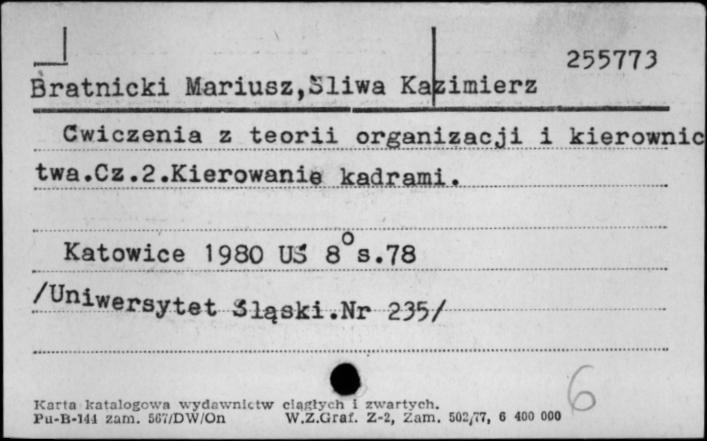 255773
Bratnicki Mariusz,Śliwa Kazimierz
Ćwiczenia z teorii organizacji i kierownic
twa.Cz.2.Kierowanie kadrami.
Katowice 1980 UŚ 8° s.78
/Uniwersytet Śląski.Nr 235/
6
Karta katalogowa wydawnictw ciągłych i zwartych.
Pu-B-144 zam. 567/DW/On W.Z.Graf. Z-2, Zam. 502/77, 6 400 000